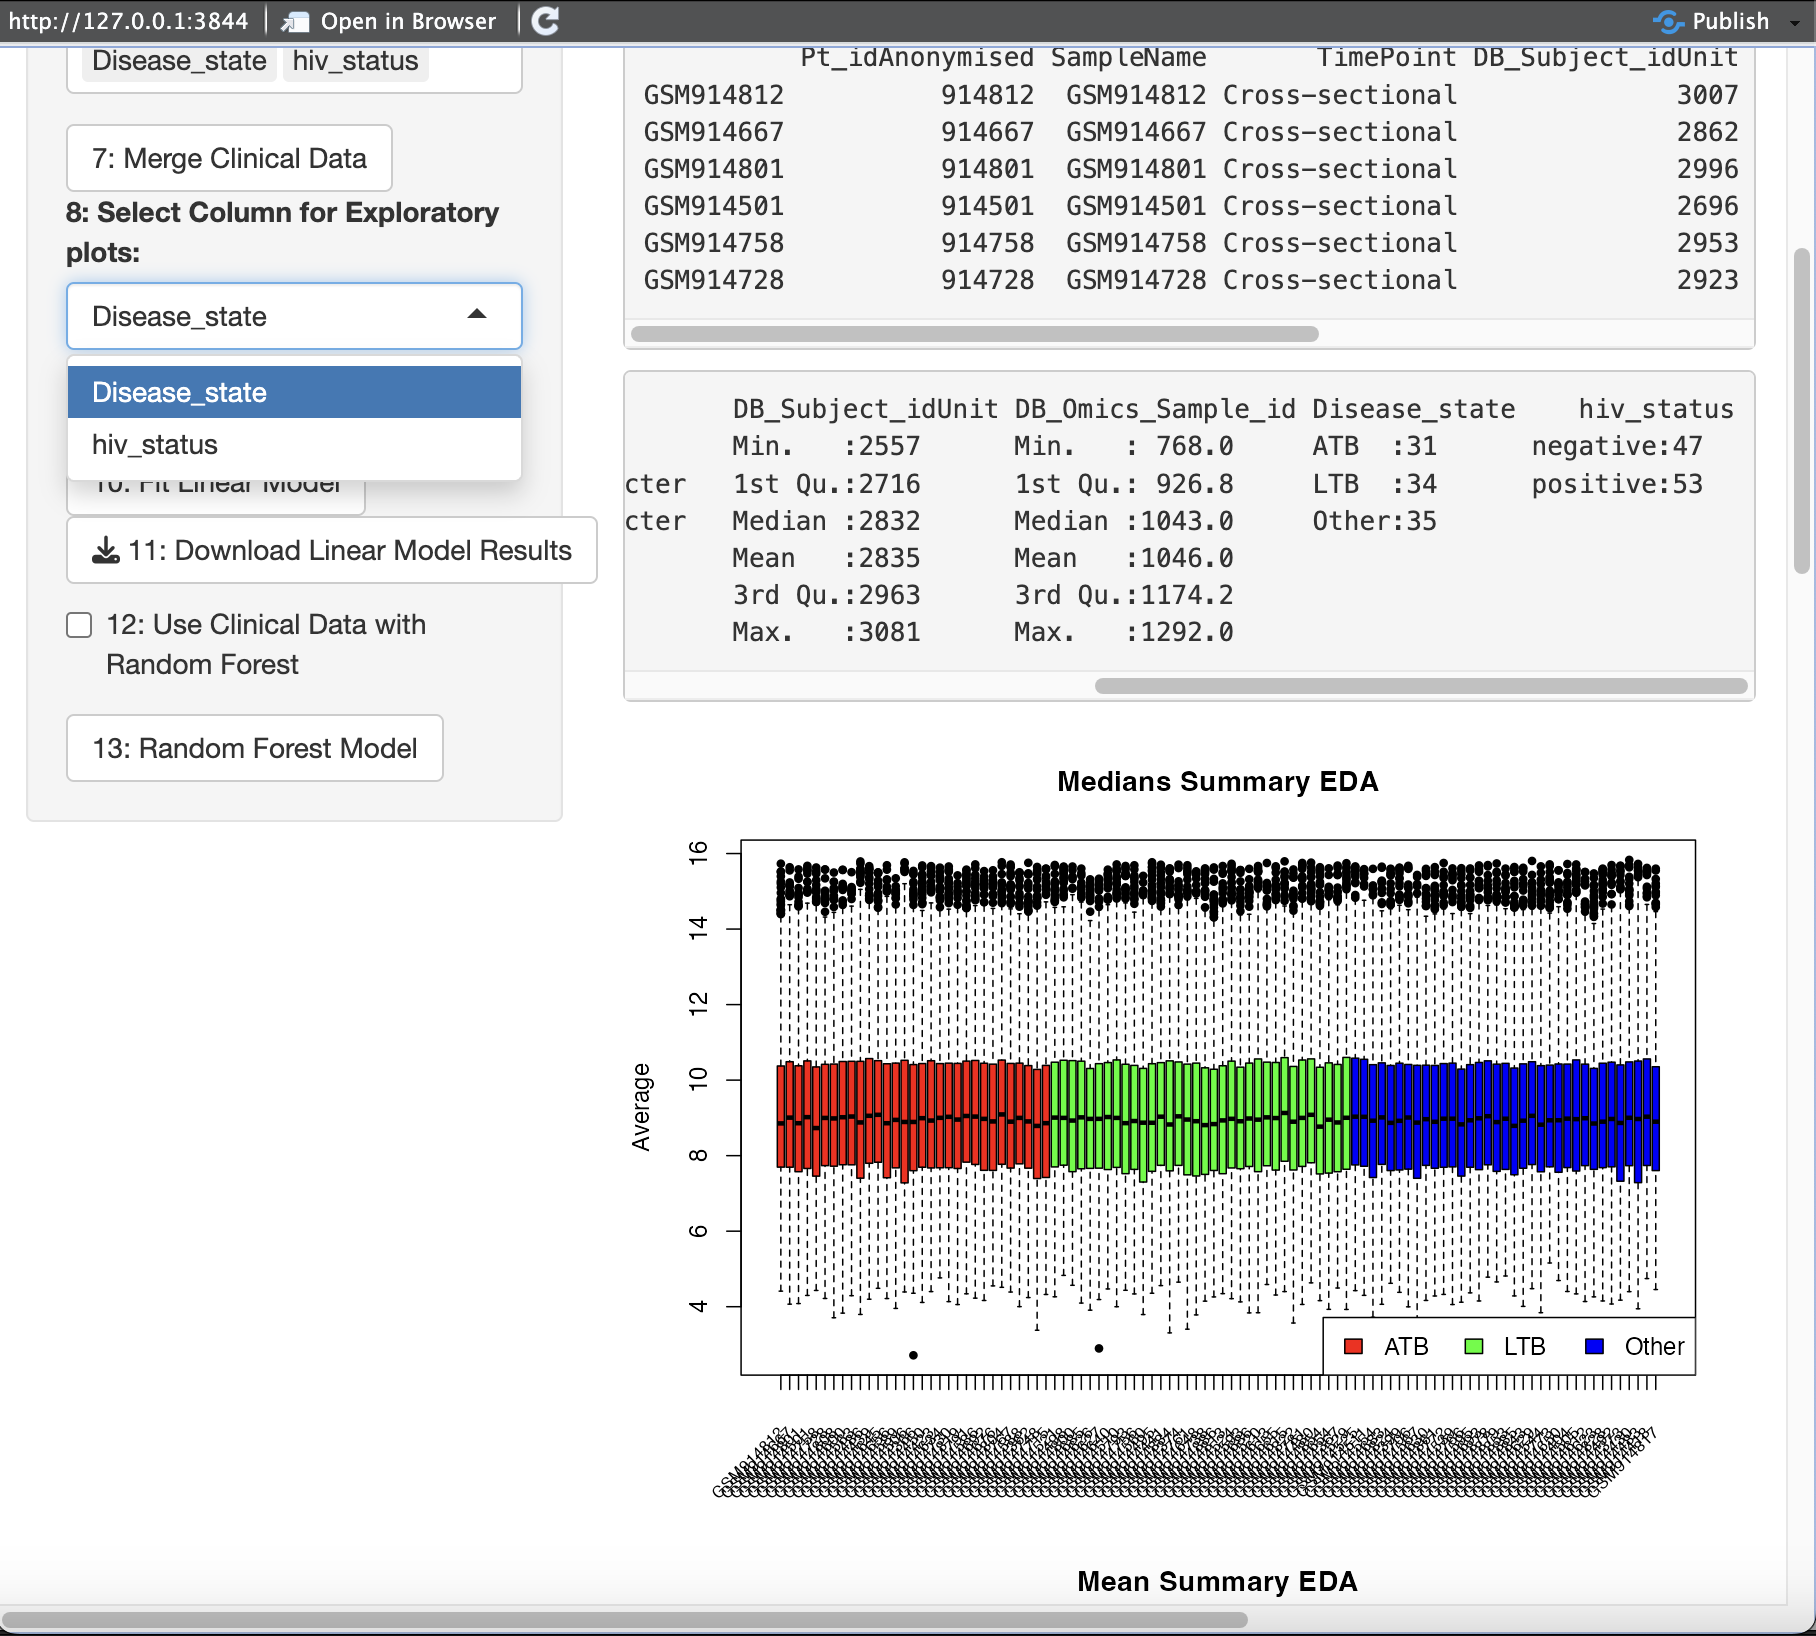 http://127.0.0.1:3844 Open in Browser Publish
Disease_state hiv_status
7: Merge Clinical Data
8: Select Column for Exploratory
plots:
Disease_state
Disease_state
hiv_status
10: Fit Linear Model
11: Download Linear Model Results
12: Use Clinical Data with
Random Forest
13: Random Forest Model
Pt_idAnonymised SampleName TimePoint DB_Subject_idUnit
GSM914812 914812 GSM914812 Cross-sectional 3007
GSM914667 914667 GSM914667 Cross-sectional 2862
GSM914801 914801 GSM914801 Cross-sectional 2996
GSM914501 914501 GSM914501 Cross-sectional 2696
GSM914758 914758 GSM914758 Cross-sectional 2953
GSM914728 914728 GSM914728 Cross-sectional 2923
DB_Subject_idUnit DB_Omics_Sample_id Disease_state hiv_status
Min. :2557 Min. : 768.0 ATB :31 negative:47
cter 1st Qu.:2716 1st Qu.: 926.8 LTB :34 positive:53
cter Median :2832 Median :1043.0 Other:35
Mean :2835 Mean :1046.0
3rd Qu.:2963 3rd Qu.:1174.2
Max. :3081 Max. :1292.0
Medians Summary EDA
Average
16
14
12
10
8
6
4
ATB LTB Other
GSM914812
Mean Summary EDA